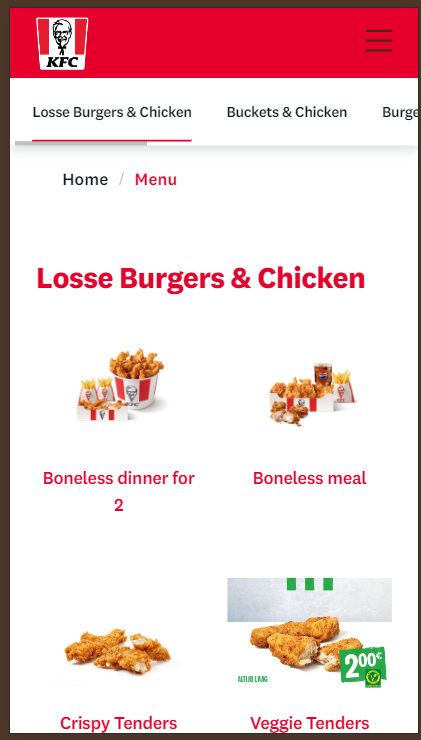 KFC
Losse Burgers & Chicken
Buckets & Chicken
Burge
Home / Menu
Losse Burgers & Chicken
Boneless dinner for
2
Boneless meal
ALTIJD LAAG
2.00€
Crispy Tenders
Veggie Tenders